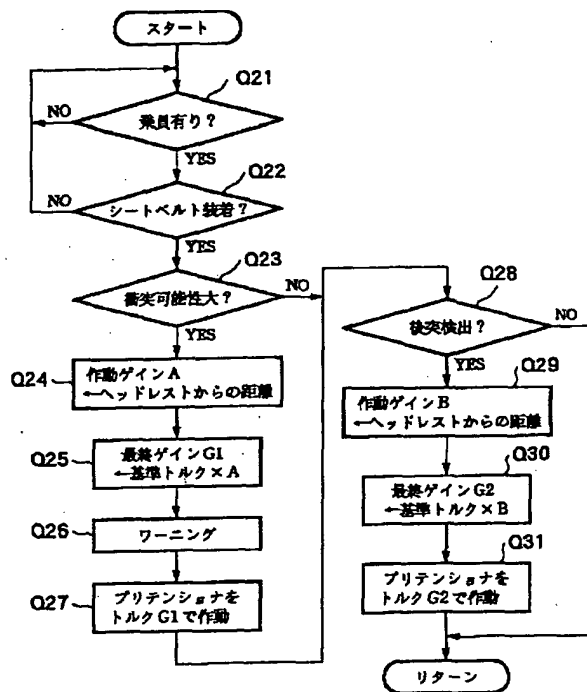 スタート
Q21
NO
乗員有り?
YES
Q22
NO
シートベルト装着?
YES
Q23
NO
衝突可能性大?
YES
Q24
作動ゲインA
←ヘッドレストからの距離
Q25
最終ゲインG1
←基準トルク×A
Q26
ワーニング
Q27
プリテンショナを
トルクG1で作動
Q28
NO
後突検出?
YES
Q29
作動ゲインB
←ヘッドレストからの距離
Q30
最終ゲインG2
←基準トルク×B
Q31
プリテンショナを
トルクG2で作動
リターン